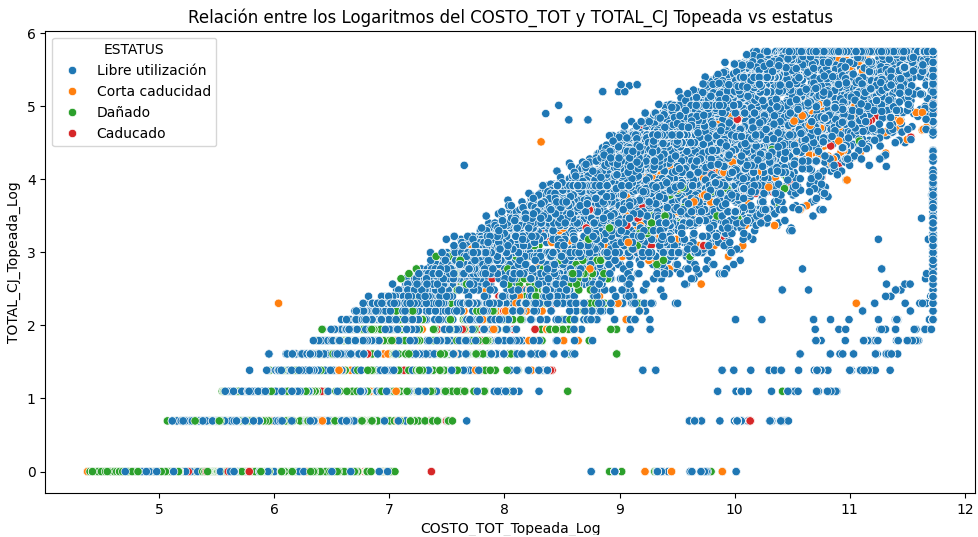 Relación entre los Logaritmos del COSTO_TOT y TOTAL_CJ Topeada vs estatus
ESTATUS
Libre utilización
Corta caducidad
Dañado
Caducado
TOTAL_CJ_Topeada_Log
6
5
4
3
2
1
0
5 6 7 8 9 10 11 12
COSTO_TOT_Topeada_Log